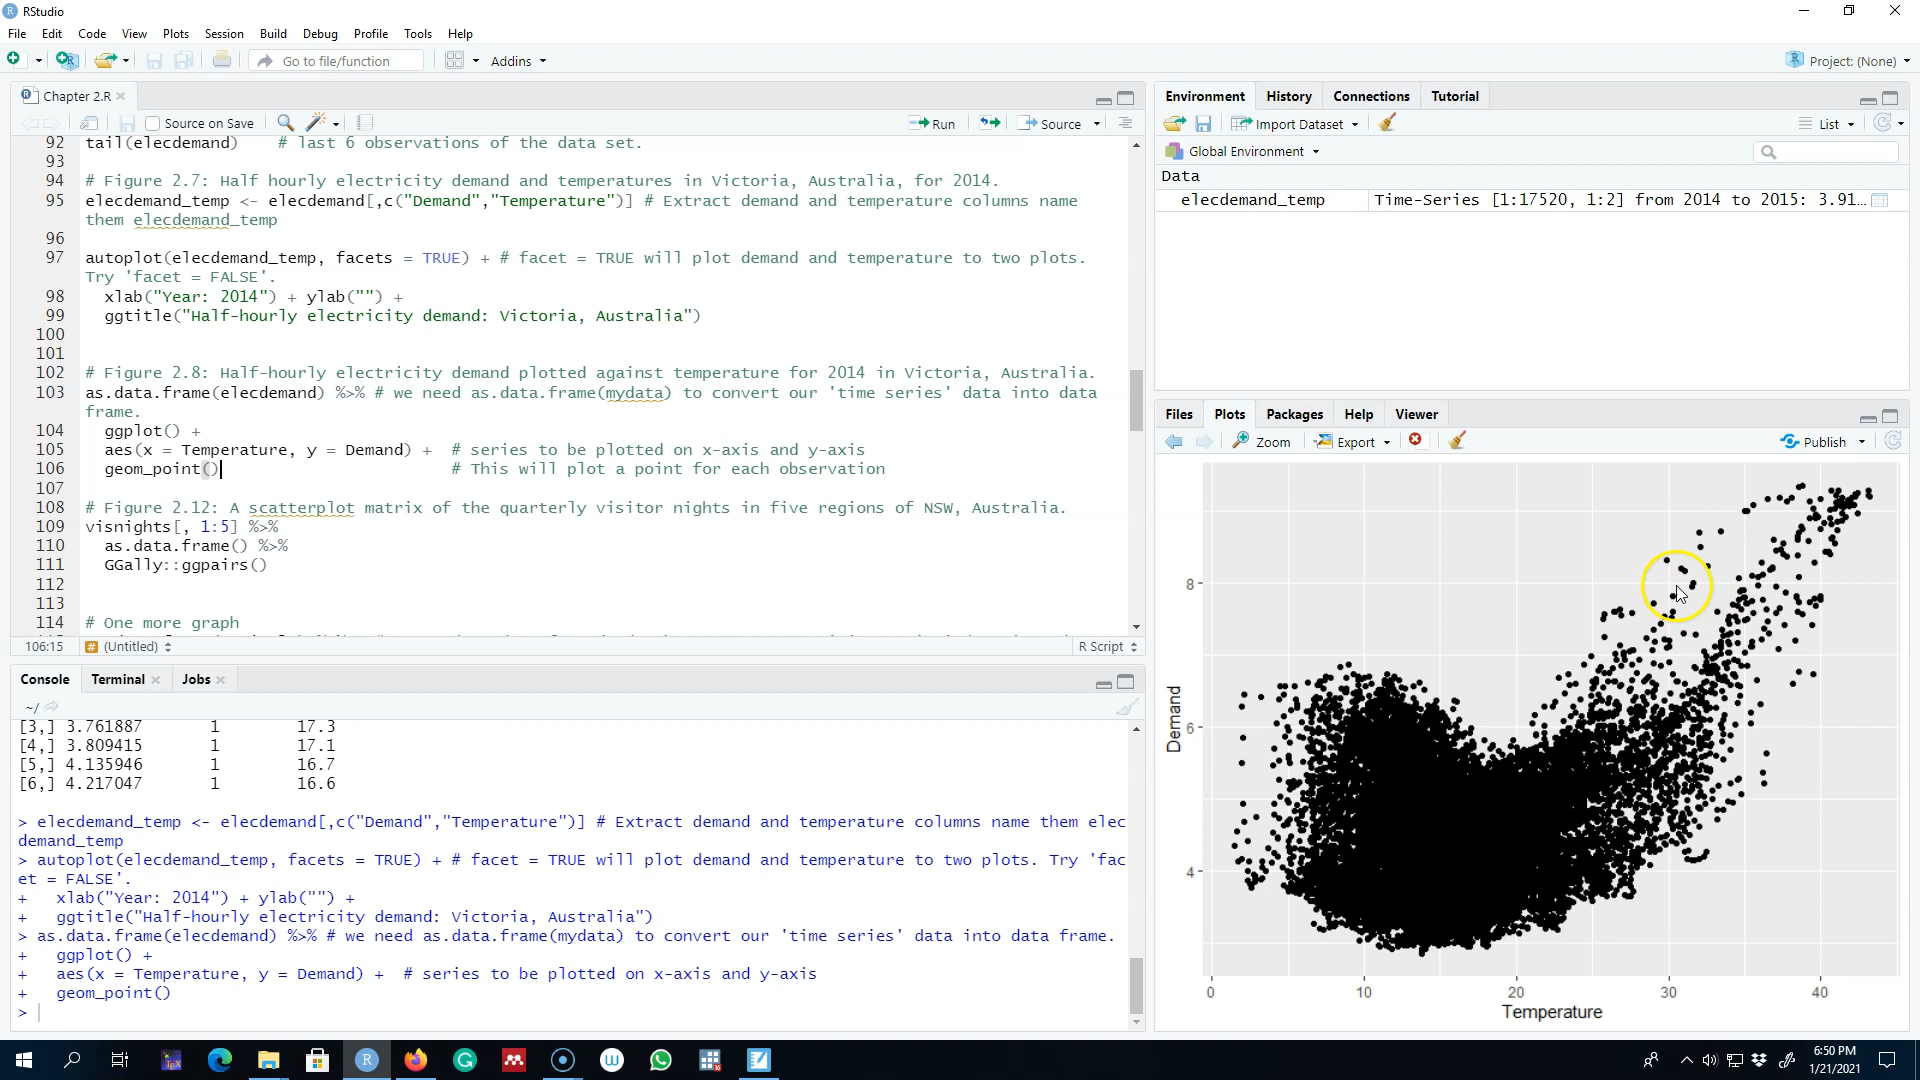 RStudio
File Edit Code View Plots Session Build Debug Profile Tools Help
Go to file/function
Addins
Project: (None)
Chapter 2.R
Source on Save
Run
Source
92 tail(elecdemand) # last 6 observations of the data set.
93
94 # Figure 2.7: Half hourly electricity demand and temperatures in Victoria, Australia, for 2014.
95 elecdemand_temp <- elecdemand[,c("Demand","Temperature")] # Extract demand and temperature columns name
them elecdemand_temp
96
97 autoplot(elecdemand_temp, facets = TRUE) + # facet = TRUE will plot demand and temperature to two plots.
Try 'facet = FALSE'.
98 xlab("Year: 2014") + ylab("") +
99 ggtitle("Half-hourly electricity demand: Victoria, Australia")
100
101
102 # Figure 2.8: Half-hourly electricity demand plotted against temperature for 2014 in Victoria, Australia.
103 as.data.frame(elecdemand) %>% # we need as.data.frame(mydata) to convert our 'time series' data into data
frame.
104 ggplot() +
105 aes(x = Temperature, y = Demand) + # series to be plotted on x-axis and y-axis
106 geom_point() # This will plot a point for each observation
107
108 # Figure 2.12: A scatterplot matrix of the quarterly visitor nights in five regions of NSW, Australia.
109 visnights[, 1:5] %>%
110 as.data.frame() %>%
111 GGally::ggpairs()
112
113
114 # One more graph
106:15 # (Untitled) R Script
Console Terminal Jobs
~/
[3,] 3.761887 1 17.3
[4,] 3.809415 1 17.1
[5,] 4.135946 1 16.7
[6,] 4.217047 1 16.6
> elecdemand_temp <- elecdemand[,c("Demand","Temperature")] # Extract demand and temperature columns name them elec
demand_temp
> autoplot(elecdemand_temp, facets = TRUE) + # facet = TRUE will plot demand and temperature to two plots. Try 'fac
et = FALSE'.
+ xlab("Year: 2014") + ylab("") +
+ ggtitle("Half-hourly electricity demand: Victoria, Australia")
> as.data.frame(elecdemand) %>% # we need as.data.frame(mydata) to convert our 'time series' data into data frame.
+ ggplot() +
+ aes(x = Temperature, y = Demand) + # series to be plotted on x-axis and y-axis
+ geom_point()
>
Environment History Connections Tutorial
Import Dataset
List
Global Environment
Data
elecdemand_temp Time-Series [1:17520, 1:2] from 2014 to 2015: 3.91...
Files Plots Packages Help Viewer
Zoom Export Publish
8
6
4
Demand
0 10 20 30 40
Temperature
6:50 PM
1/21/2021